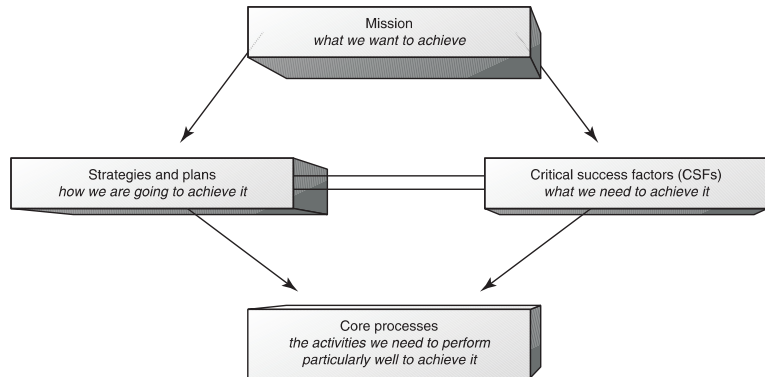 Mission
what we want to achieve
Strategies and plans
how we are going to achieve it
Critical success factors (CSFs)
what we need to achieve it
Core processes
the activities we need to perform
particularly well to achieve it